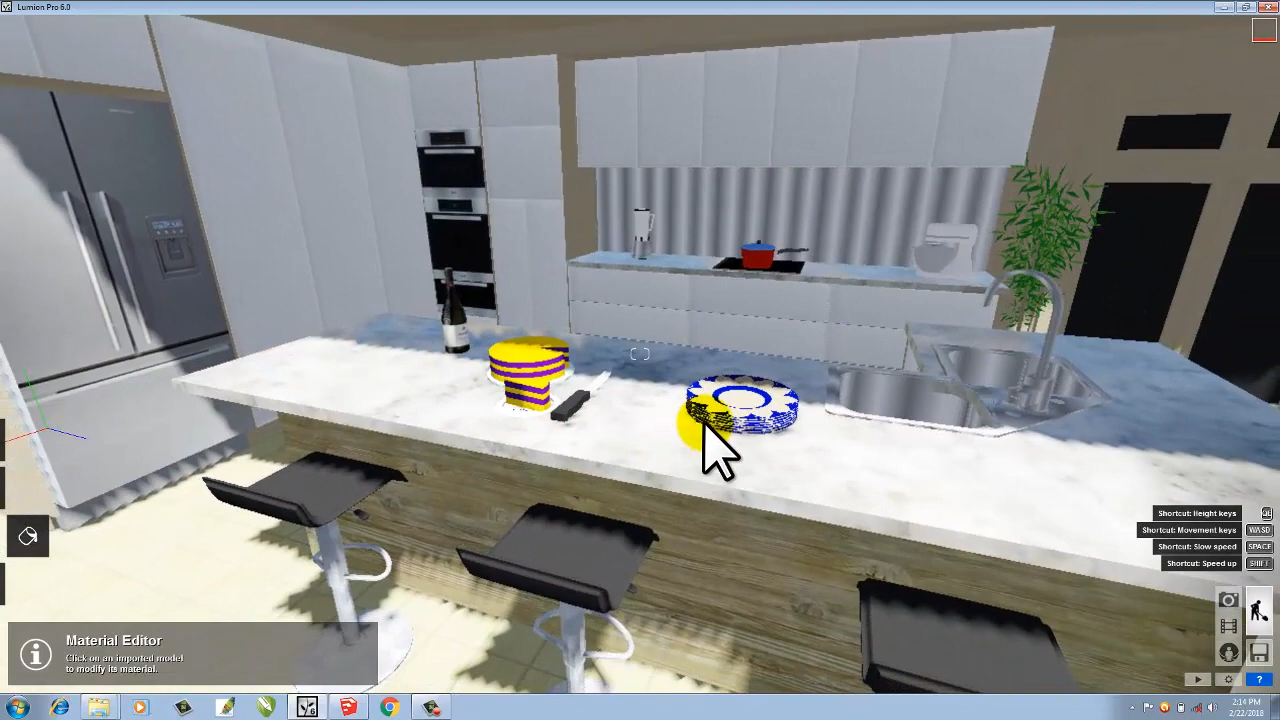 Lumion Pro 6.0
Shortcut: Height keys
Shortcut: Movement keys WASD
Shortcut: Slow speed SPACE
Shortcut: Speed up SHIFT
Material Editor
Click on an imported model
to modify its material.
?
2:14 PM
2/22/2018